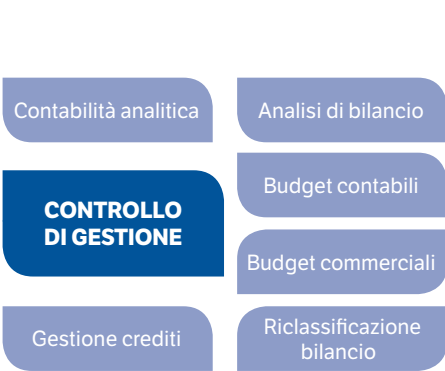 Contabilità analitica
Analisi di bilancio
CONTROLLO
DI GESTIONE
Budget contabili
Budget commerciali
Gestione crediti
Riclassificazione
bilancio